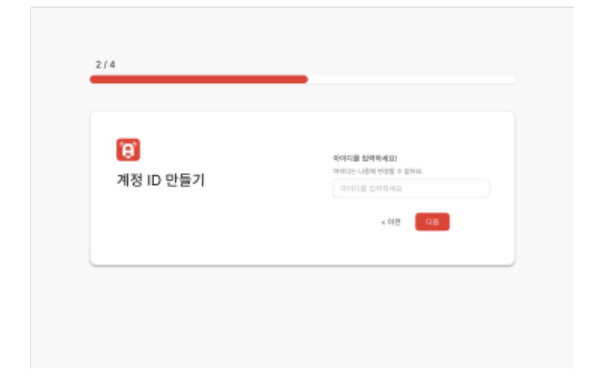 2 / 4
계정 ID 만들기
아이디를 입력하세요!
아이디는 나중에 변경할 수 없어요.
아이디를 입력하세요
< 이전
다음